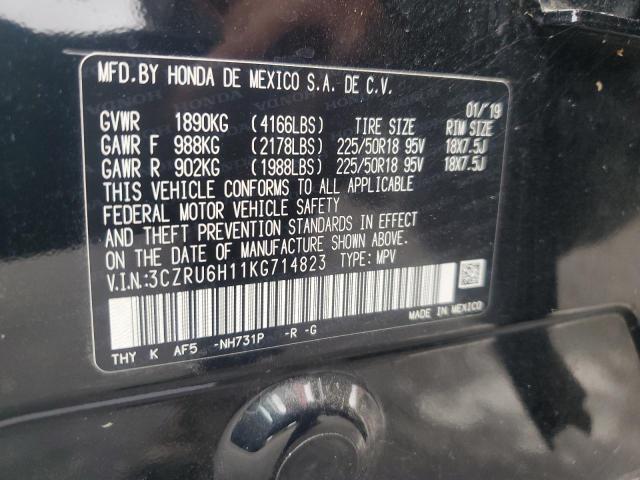 MFD. BY HONDA DE MEXICO S.A. DE C.V.
01/'19
GVWR 1890KG (4166LBS) TIRE SIZE RIM SIZE
GAWR F 988KG (2178LBS) 225/50R18 95V 18X7.5J
GAWR R 902KG (1988LBS) 225/50R18 95V 18X7.5J
THIS VEHICLE CONFORMS TO ALL APPLICABLE
FEDERAL MOTOR VEHICLE SAFETY
AND THEFT PREVENTION STANDARDS IN EFFECT
ON THE DATE OF MANUFACTURE SHOWN ABOVE.
V.I.N.:3CZRU6H11KG714823 TYPE: MPV
MADE IN MEXICO
THY K AF5 -NH731P -R -G